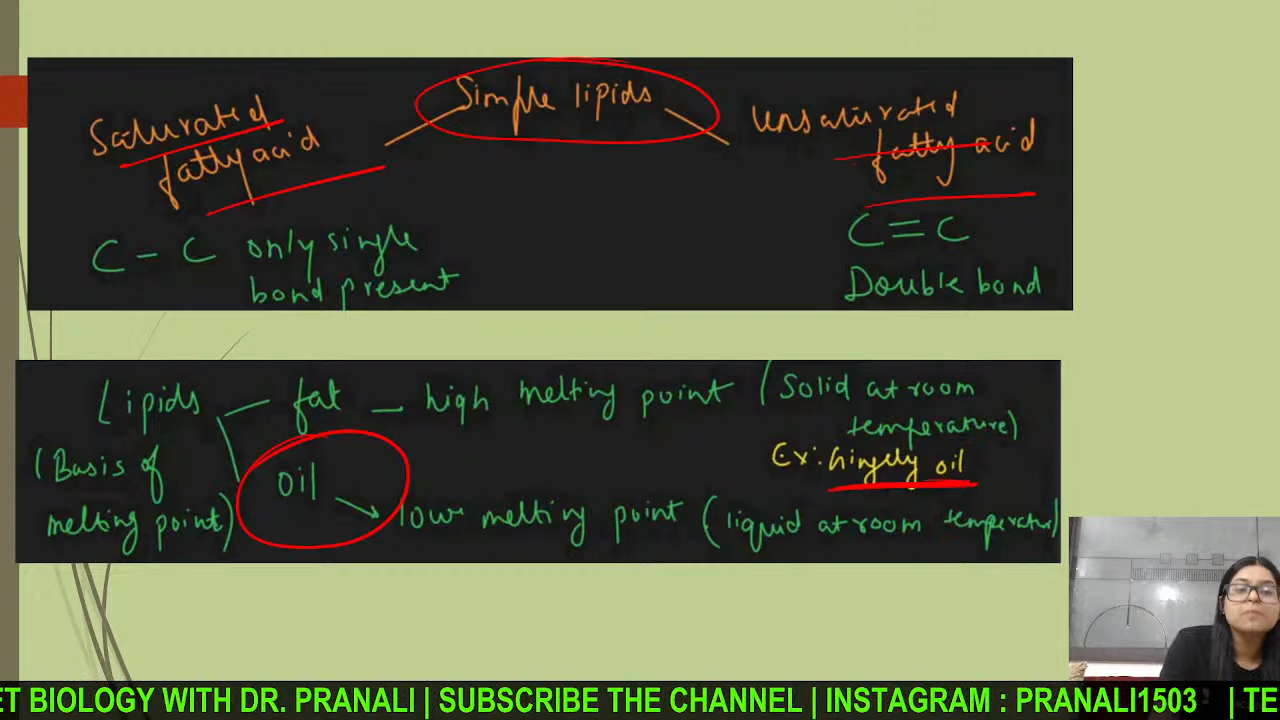 Simple lipids
Saturated
fatty acid
unsaturated
fatty acid
C - C only single
bond present
C = C
Double bond
Lipids
(Basis of
melting point)
fat - high melting point (Solid at room
temperature)
Ex: Gingely oil
oil
low melting point (liquid at room temperature)
ET BIOLOGY WITH DR. PRANALI | SUBSCRIBE THE CHANNEL | INSTAGRAM : PRANALI1503 | TE